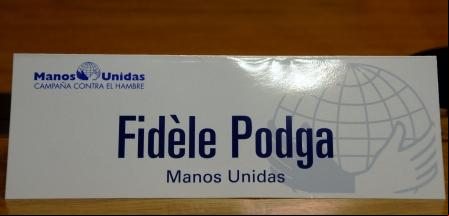 Manos Unidas
CAMPAÑA CONTRA EL HAMBRE
Fidèle Podga
Manos Unidas